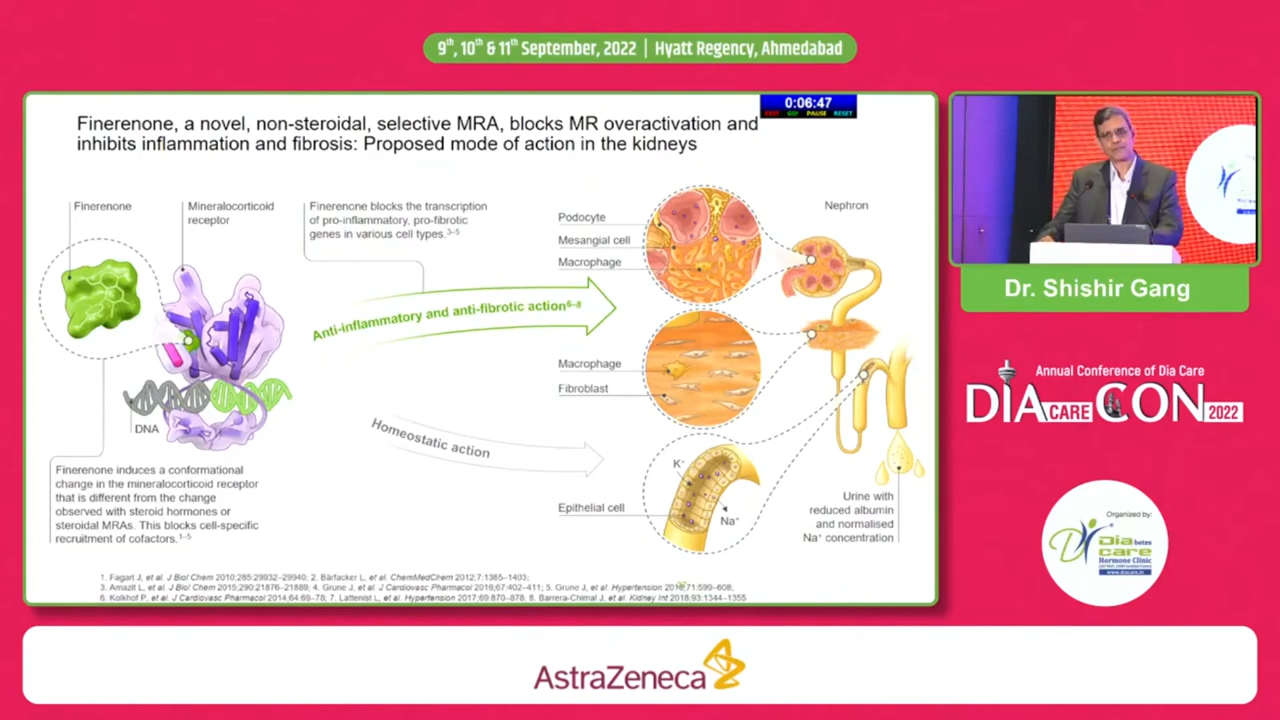 9th, 10th & 11th September, 2022 | Hyatt Regency, Ahmedabad
0:06:47
GO! PAUSE RESET
Finerenone, a novel, non-steroidal, selective MRA, blocks MR overactivation and
inhibits inflammation and fibrosis: Proposed mode of action in the kidneys
Finerenone
Mineralocorticoid
receptor
Finerenone blocks the transcription
of pro-inflammatory, pro-fibrotic
genes in various cell types.3–5
Podocyte
Mesangial cell
Macrophage
Nephron
Anti-inflammatory and anti-fibrotic action6–8
Macrophage
Fibroblast
DNA
Homeostatic action
K+
Epithelial cell
Na+
Finerenone induces a conformational
change in the mineralocorticoid receptor
that is different from the change
observed with steroid hormones or
steroidal MRAs. This blocks cell-specific
recruitment of cofactors.1–5
Urine with
reduced albumin
and normalised
Na+ concentration
1. Fagart J, et al. J Biol Chem 2010;285:29932–29940; 2. Bärfacker L, et al. ChemMedChem 2012;7:1385–1403;
3. Amazit L, et al. J Biol Chem 2015;290:21876–21889; 4. Grune J, et al. J Cardiovasc Pharmacol 2016;67:402–411; 5. Grune J, et al. Hypertension 2018;71:599–608;
6. Kolkhof P, et al. J Cardiovasc Pharmacol 2014;64:69–78; 7. Lattenist L, et al. Hypertension 2017;69:870–878; 8. Barrera-Chimal J, et al. Kidney Int 2018;93:1344–1355
Dr. Shishir Gang
Annual Conference of Dia Care
DIA CARE CON 2022
Organized by:
Diabetes
care
Hormone Clinic
www.diacare.in
AstraZeneca